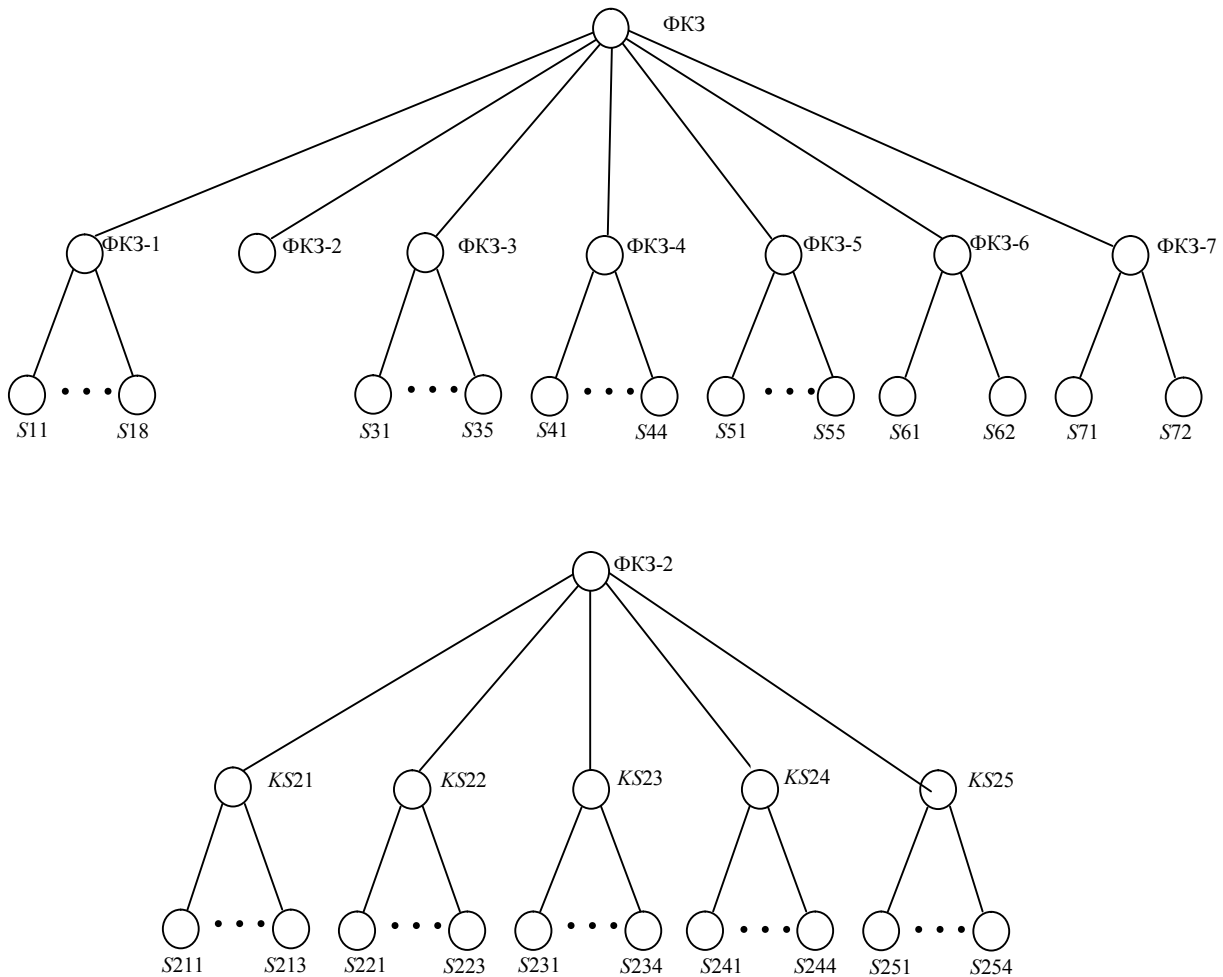 ФКЗ
ФКЗ-1 ФКЗ-2 ФКЗ-3 ФКЗ-4 ФКЗ-5 ФКЗ-6 ФКЗ-7
S11 S18 S31 S35 S41 S44 S51 S55 S61 S62 S71 S72
ФКЗ-2
KS21 KS22 KS23 KS24 KS25
S211 S213 S221 S223 S231 S234 S241 S244 S251 S254